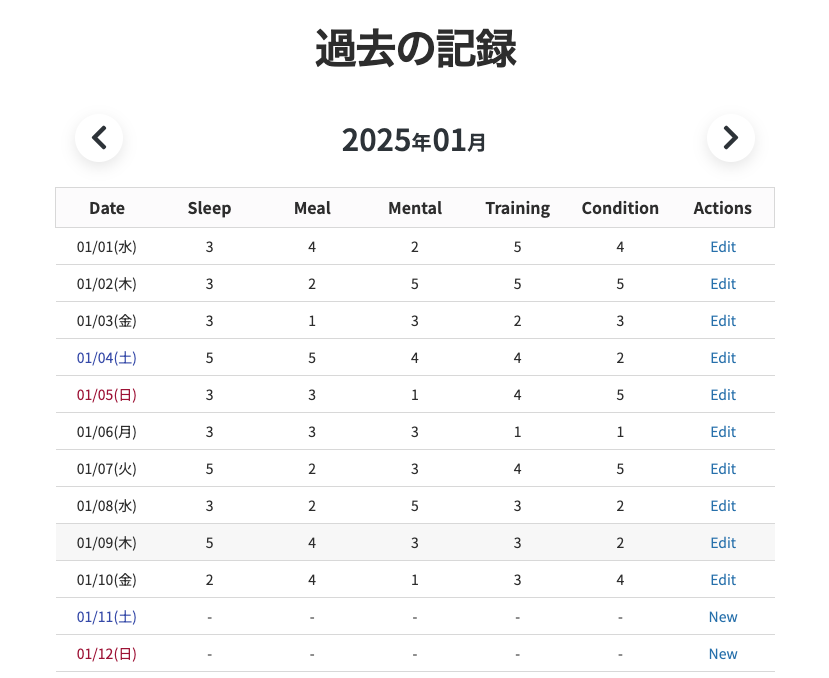 過去の記録
2025年01月
Date Sleep Meal Mental Training Condition Actions
01/01(水) 3 4 2 5 4 Edit
01/02(木) 3 2 5 5 5 Edit
01/03(金) 3 1 3 2 3 Edit
01/04(土) 5 5 4 4 2 Edit
01/05(日) 3 3 1 4 5 Edit
01/06(月) 3 3 3 1 1 Edit
01/07(火) 5 2 3 4 5 Edit
01/08(水) 3 2 5 3 2 Edit
01/09(木) 5 4 3 3 2 Edit
01/10(金) 2 4 1 3 4 Edit
01/11(土) - - - - - New
01/12(日) - - - - - New